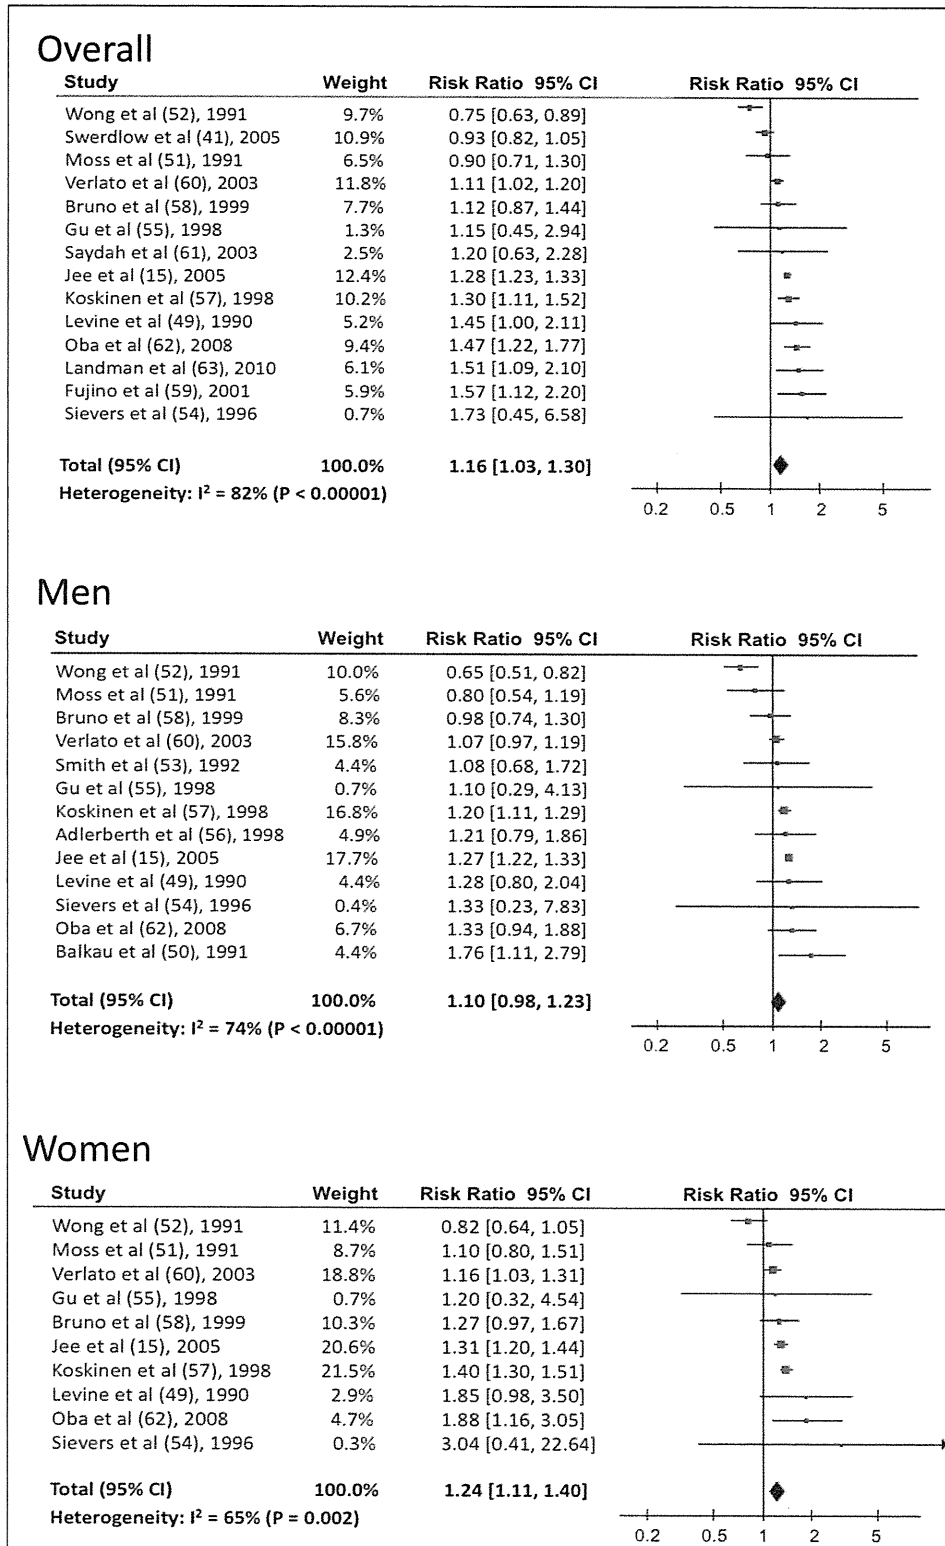 Overall
Study Weight Risk Ratio 95% CI Risk Ratio 95% CI
Wong et al (52), 1991 9.7% 0.75 [0.63, 0.89]
Swerdlow et al (41), 2005 10.9% 0.93 [0.82, 1.05]
Moss et al (51), 1991 6.5% 0.90 [0.71, 1.30]
Verlato et al (60), 2003 11.8% 1.11 [1.02, 1.20]
Bruno et al (58), 1999 7.7% 1.12 [0.87, 1.44]
Gu et al (55), 1998 1.3% 1.15 [0.45, 2.94]
Saydah et al (61), 2003 2.5% 1.20 [0.63, 2.28]
Jee et al (15), 2005 12.4% 1.28 [1.23, 1.33]
Koskinen et al (57), 1998 10.2% 1.30 [1.11, 1.52]
Levine et al (49), 1990 5.2% 1.45 [1.00, 2.11]
Oba et al (62), 2008 9.4% 1.47 [1.22, 1.77]
Landman et al (63), 2010 6.1% 1.51 [1.09, 2.10]
Fujino et al (59), 2001 5.9% 1.57 [1.12, 2.20]
Sievers et al (54), 1996 0.7% 1.73 [0.45, 6.58]
Total (95% CI) 100.0% 1.16 [1.03, 1.30]
Heterogeneity: I² = 82% (P < 0.00001)
0.2 0.5 1 2 5
Men
Study Weight Risk Ratio 95% CI Risk Ratio 95% CI
Wong et al (52), 1991 10.0% 0.65 [0.51, 0.82]
Moss et al (51), 1991 5.6% 0.80 [0.54, 1.19]
Bruno et al (58), 1999 8.3% 0.98 [0.74, 1.30]
Verlato et al (60), 2003 15.8% 1.07 [0.97, 1.19]
Smith et al (53), 1992 4.4% 1.08 [0.68, 1.72]
Gu et al (55), 1998 0.7% 1.10 [0.29, 4.13]
Koskinen et al (57), 1998 16.8% 1.20 [1.11, 1.29]
Adlerberth et al (56), 1998 4.9% 1.21 [0.79, 1.86]
Jee et al (15), 2005 17.7% 1.27 [1.22, 1.33]
Levine et al (49), 1990 4.4% 1.28 [0.80, 2.04]
Sievers et al (54), 1996 0.4% 1.33 [0.23, 7.83]
Oba et al (62), 2008 6.7% 1.33 [0.94, 1.88]
Balkau et al (50), 1991 4.4% 1.76 [1.11, 2.79]
Total (95% CI) 100.0% 1.10 [0.98, 1.23]
Heterogeneity: I² = 74% (P < 0.00001)
0.2 0.5 1 2 5
Women
Study Weight Risk Ratio 95% CI Risk Ratio 95% CI
Wong et al (52), 1991 11.4% 0.82 [0.64, 1.05]
Moss et al (51), 1991 8.7% 1.10 [0.80, 1.51]
Verlato et al (60), 2003 18.8% 1.16 [1.03, 1.31]
Gu et al (55), 1998 0.7% 1.20 [0.32, 4.54]
Bruno et al (58), 1999 10.3% 1.27 [0.97, 1.67]
Jee et al (15), 2005 20.6% 1.31 [1.20, 1.44]
Koskinen et al (57), 1998 21.5% 1.40 [1.30, 1.51]
Levine et al (49), 1990 2.9% 1.85 [0.98, 3.50]
Oba et al (62), 2008 4.7% 1.88 [1.16, 3.05]
Sievers et al (54), 1996 0.3% 3.04 [0.41, 22.64]
Total (95% CI) 100.0% 1.24 [1.11, 1.40]
Heterogeneity: I² = 65% (P = 0.002)
0.2 0.5 1 2 5